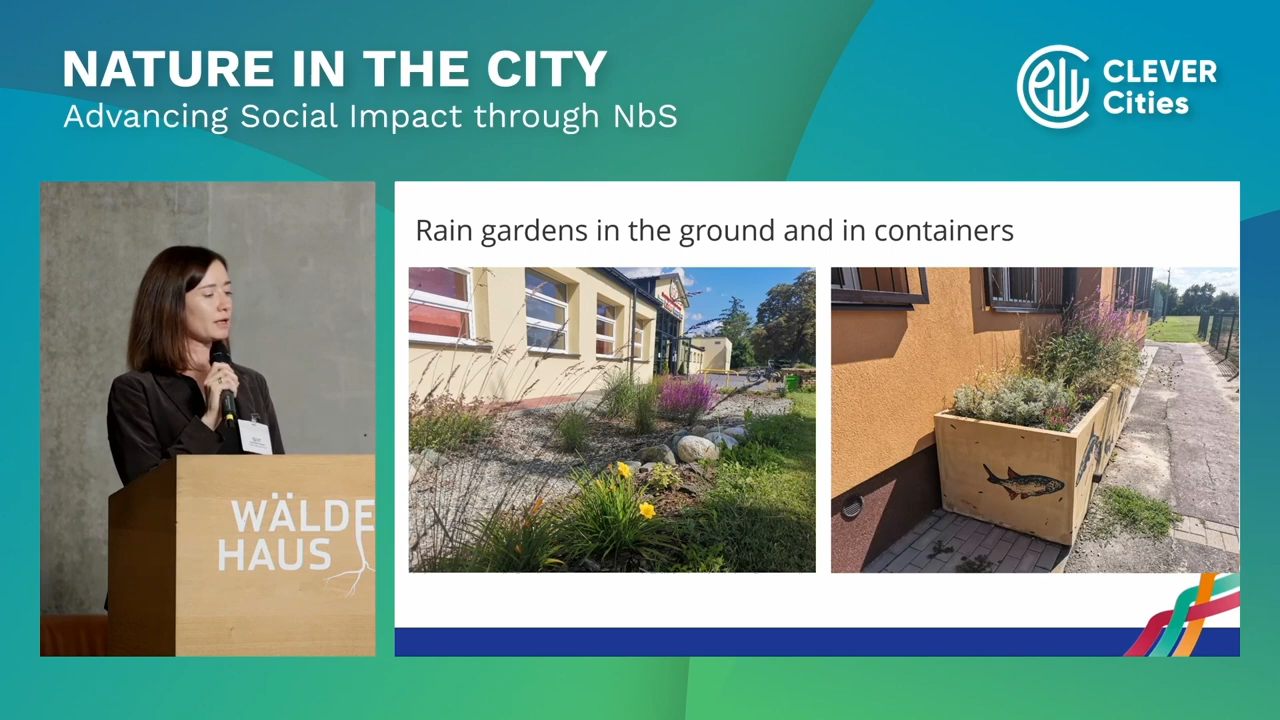 NATURE IN THE CITY
Advancing Social Impact through NbS
CLEVER
Cities
Rain gardens in the ground and in containers
WÄLDE
HAUS